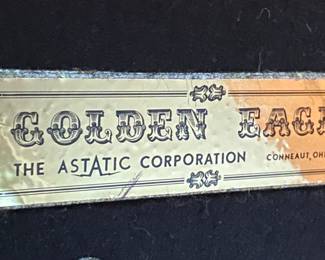 GOLDEN EAG
THE ASTATIC CORPORATION CONNEAUT, OHI